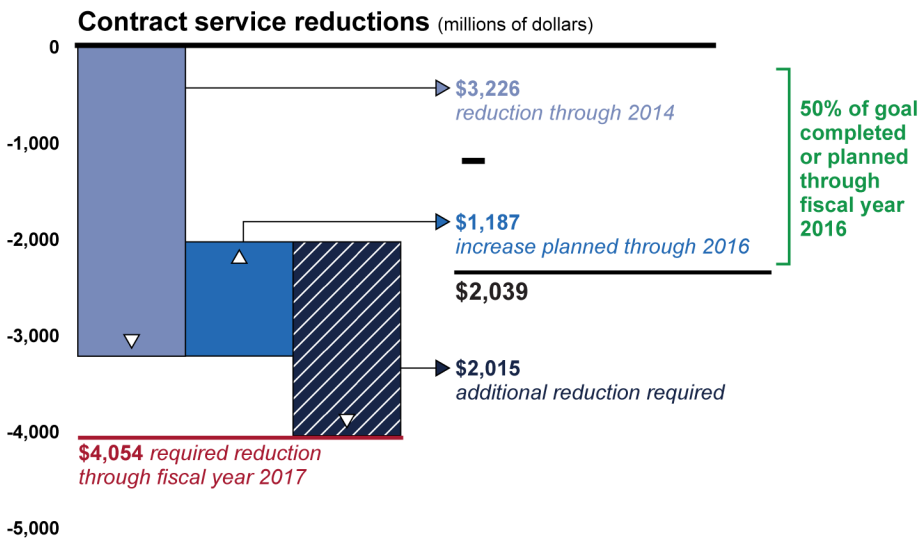 Contract service reductions (millions of dollars)
0
-1,000
-2,000
-3,000
-4,000
-5,000
$3,226
reduction through 2014
$1,187
increase planned through 2016
$2,039
$2,015
additional reduction required
$4,054 required reduction
through fiscal year 2017
50% of goal
completed
or planned
through
fiscal year
2016